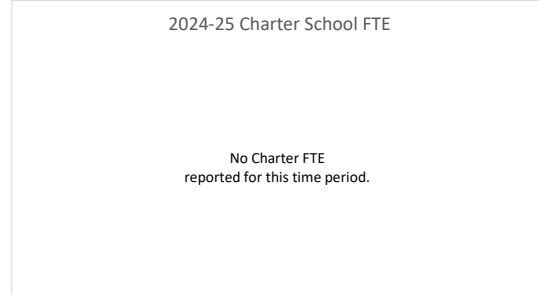 2024-25 Charter School FTE
No Charter FTE
reported for this time period.